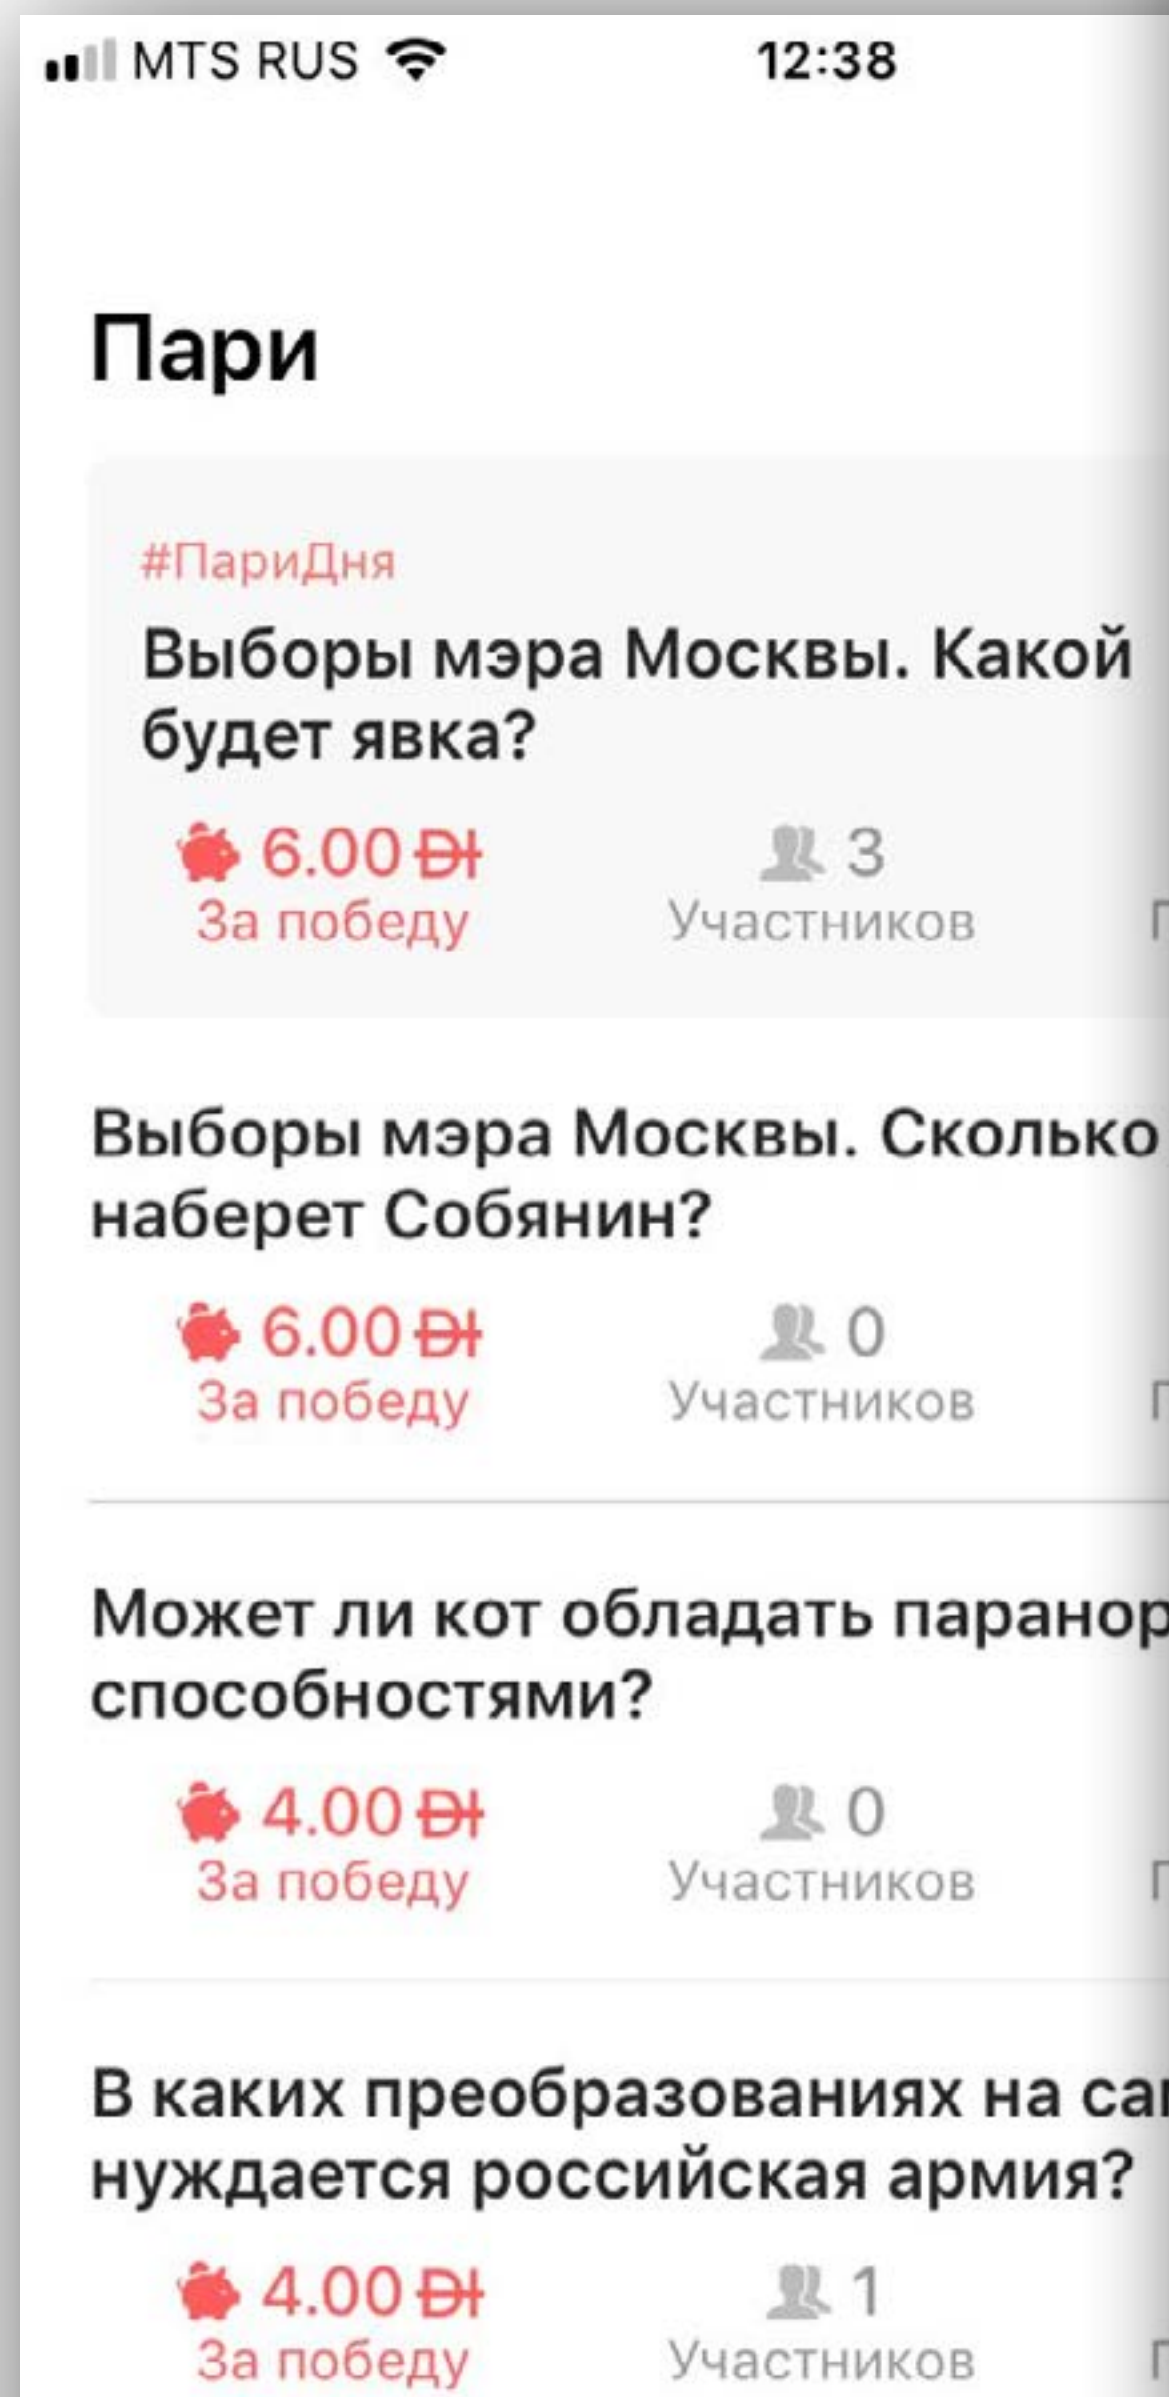 MTS RUS 12:38
Пари
#ПариДня
Выборы мэра Москвы. Какой
будет явка?
6.00 3
За победу Участников
Выборы мэра Москвы. Сколько
наберет Собянин?
6.00 0
За победу Участников
Может ли кот обладать паранор
способностями?
4.00 0
За победу Участников
В каких преобразованиях на
нуждается российская армия?
4.00 1
За победу Участников